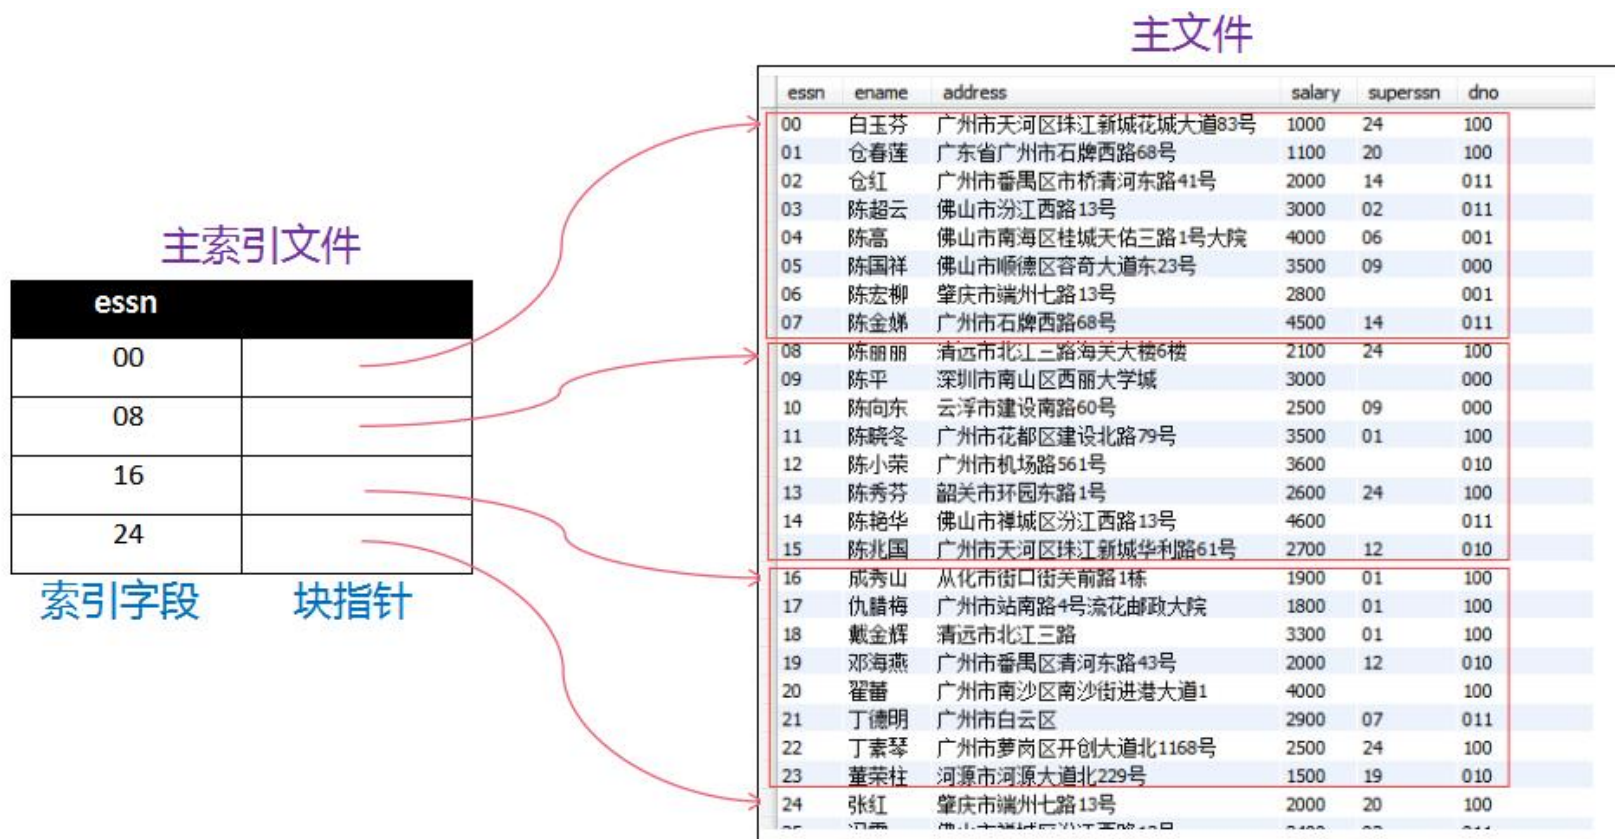 主文件
essn ename address salary superssn dno
00 白玉芬 广州市天河区珠江新城花城大道83号 1000 24 100
01 仓春莲 广东省广州市石牌西路68号 1100 20 100
02 仓红 广州市番禺区市桥清河东路41号 2000 14 011
03 陈超云 佛山市汾江西路13号 3000 02 011
04 陈高 佛山市南海区桂城天佑三路1号大院 4000 06 001
05 陈国祥 佛山市顺德区容奇大道东23号 3500 09 000
06 陈宏柳 肇庆市端州七路13号 2800 001
07 陈金娣 广州市石牌西路68号 4500 14 011
08 陈丽丽 清远市北江三路海关大楼6楼 2100 24 100
09 陈平 深圳市南山区西丽大学城 3000 000
10 陈向东 云浮市建设南路60号 2500 09 000
11 陈晓冬 广州市花都区建设北路79号 3500 01 100
12 陈小荣 广州市机场路561号 3600 010
13 陈秀芬 韶关市环园东路1号 2600 24 100
14 陈艳华 佛山市禅城区汾江西路13号 4600 011
15 陈兆国 广州市天河区珠江新城华利路61号 2700 12 010
16 成秀山 从化市街口街关前路1栋 1900 01 100
17 仇腊梅 广州市站南路4号流花邮政大院 1800 01 100
18 戴金辉 清远市北江三路 3300 01 100
19 邓海燕 广州市番禺区清河东路43号 2000 12 010
20 翟蕾 广州市南沙区南沙街进港大道1 4000 100
21 丁德明 广州市白云区 2900 07 011
22 丁素琴 广州市萝岗区开创大道北1168号 2500 24 100
23 董荣柱 河源市河源大道北229号 1500 19 010
24 张红 肇庆市端州七路13号 2000 20 100
主索引文件
essn
00
08
16
24
索引字段 块指针